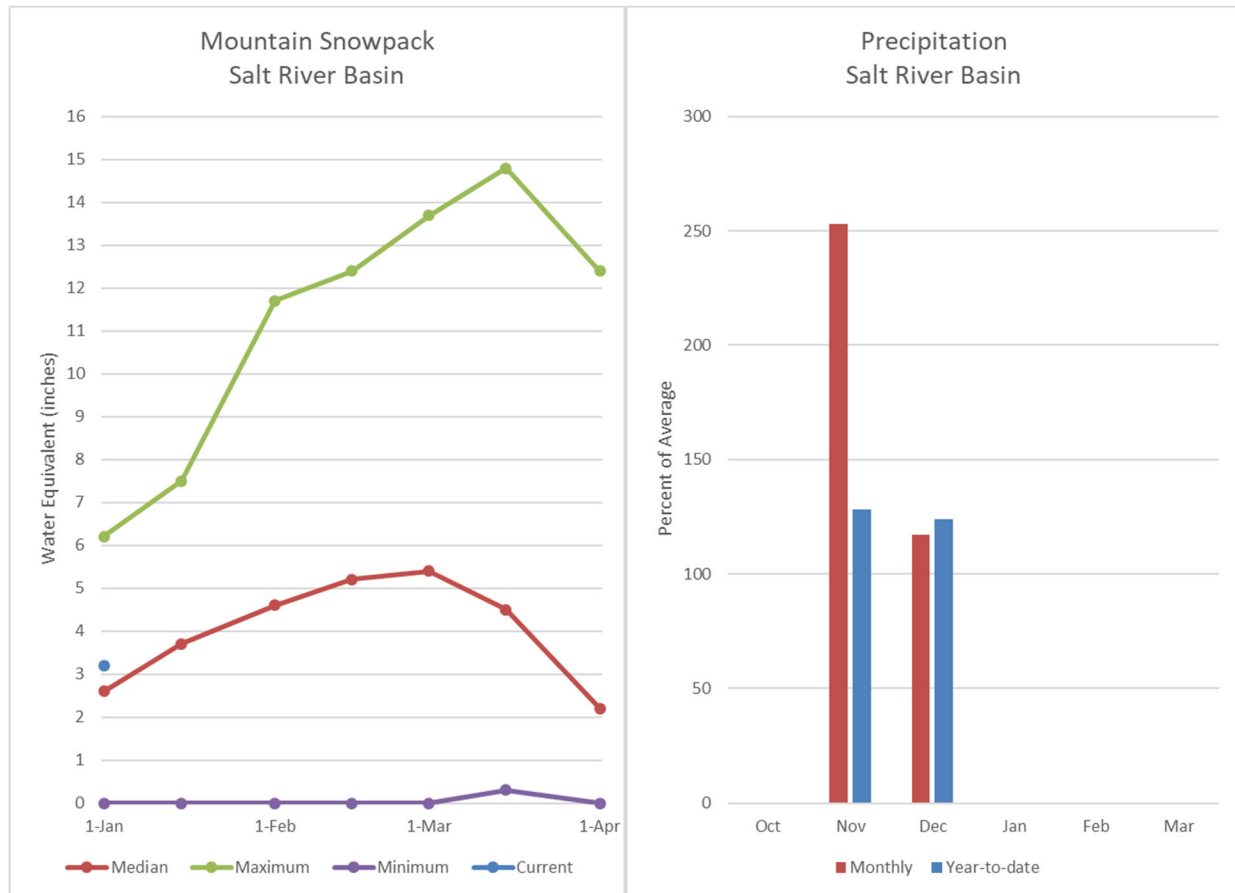 Mountain Snowpack
Salt River Basin
Water Equivalent (inches)
16
15
14
13
12
11
10
9
8
7
6
5
4
3
2
1
0
1-Jan 1-Feb 1-Mar 1-Apr
Median Maximum Minimum Current
Precipitation
Salt River Basin
Percent of Average
300
250
200
150
100
50
0
Oct Nov Dec Jan Feb Mar
Monthly Year-to-date